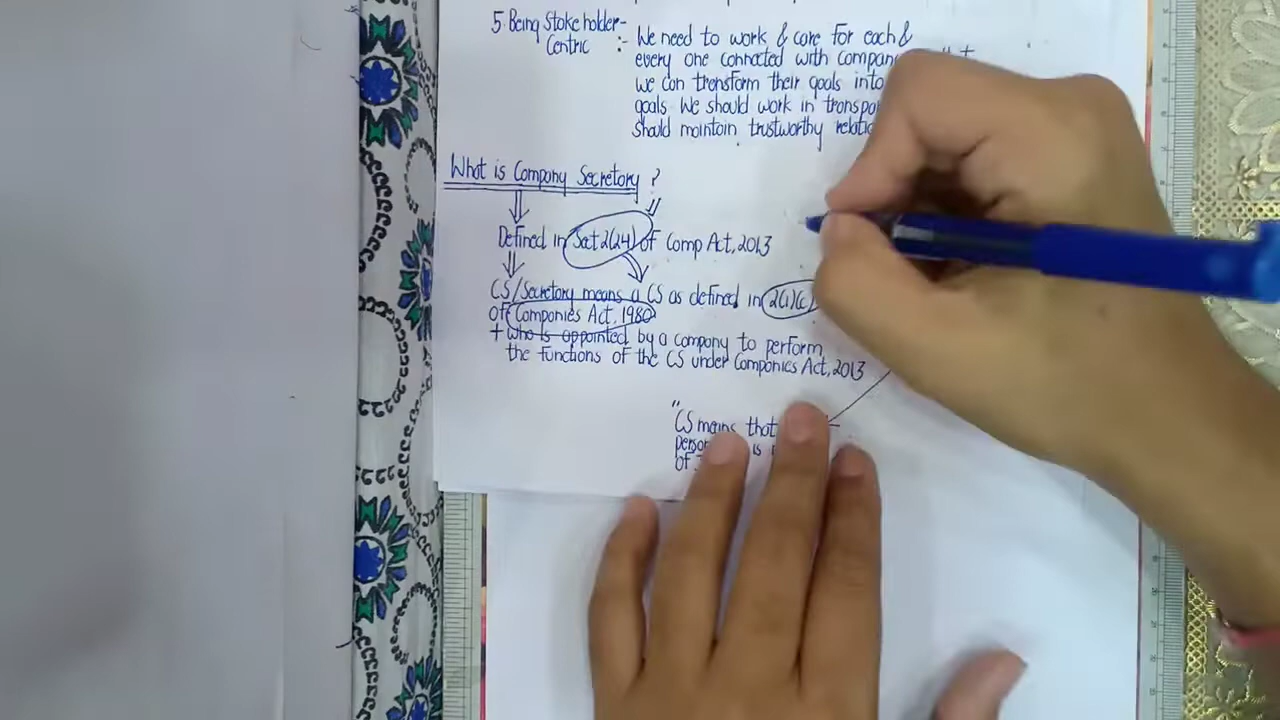 5 Being Stake holder-
Centric :- We need to work & care for each &
every one connected with
we can transform their goals into
goals. We should work in
should maintain trustworthy
What is Company Secretary ?
Defined in Sect 2(24) of Comp Act, 2013
CS/Secretary means a CS as defined in 2(1)(c)
of Companies Act, 1980
+ who is appointed by a company to perform
the functions of the CS under Companies Act, 2013
"CS means that
is
of